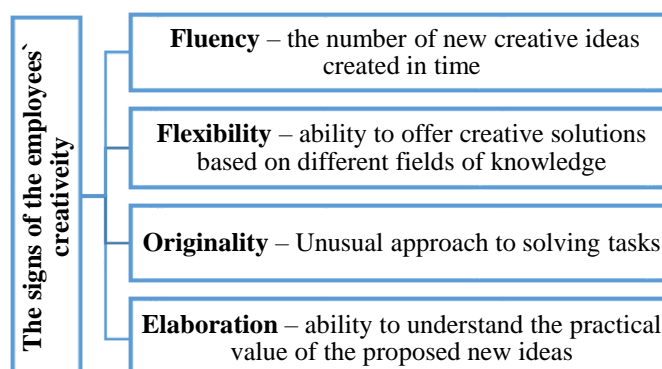 The signs of the employees`
creativeity
Fluency – the number of new creative ideas
created in time
Flexibility – ability to offer creative solutions
based on different fields of knowledge
Originality – Unusual approach to solving tasks
Elaboration – ability to understand the practical
value of the proposed new ideas